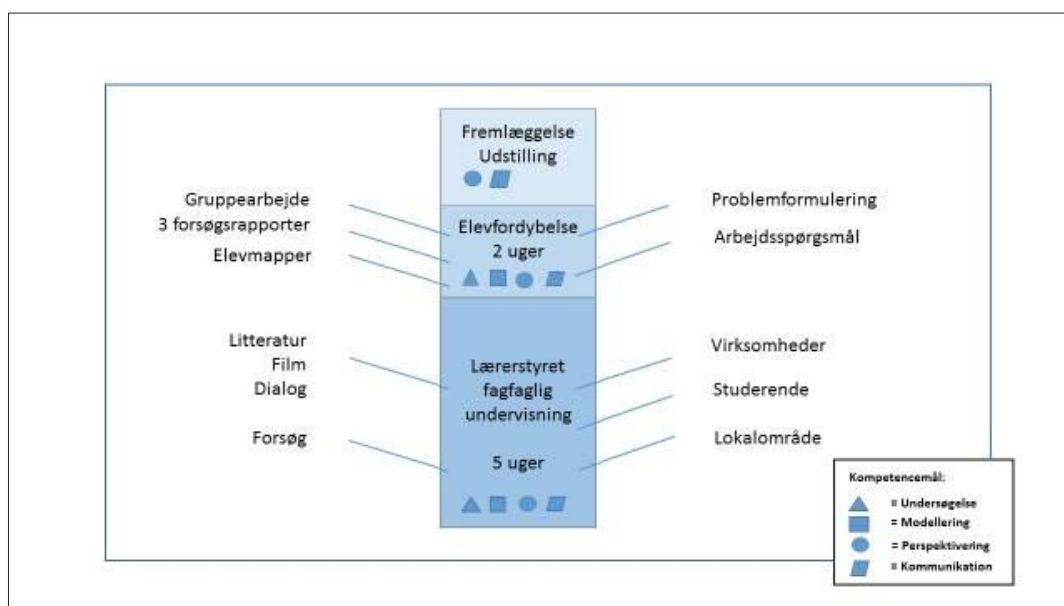 Fremlæggelse
Udstilling
Gruppearbejde
3 forsøgsrapporter
Elevmapper
Elevfordybelse
2 uger
Problemformulering
Arbejdsspørgsmål
Litteratur
Film
Dialog
Forsøg
Lærerstyret
fagfaglig
undervisning
5 uger
Virksomheder
Studerende
Lokalområde
Kompetencemål:
= Undersøgelse
= Modellering
= Perspektivering
= Kommunikation